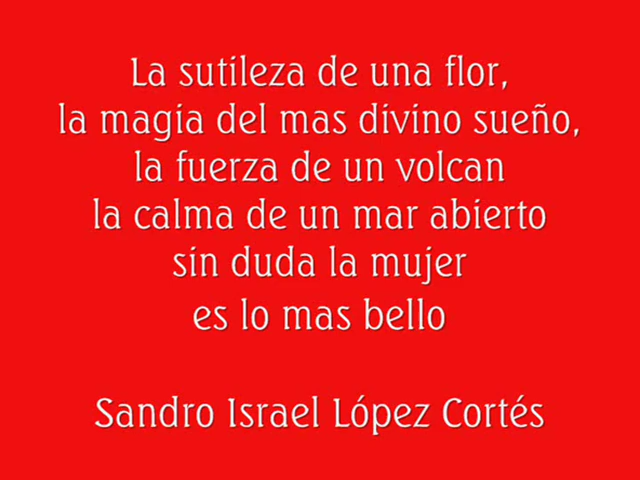 La sutileza de una flor,
la magia del mas divino sueño,
la fuerza de un volcan
la calma de un mar abierto
sin duda la mujer
es lo mas bello
Sandro Israel López Cortés